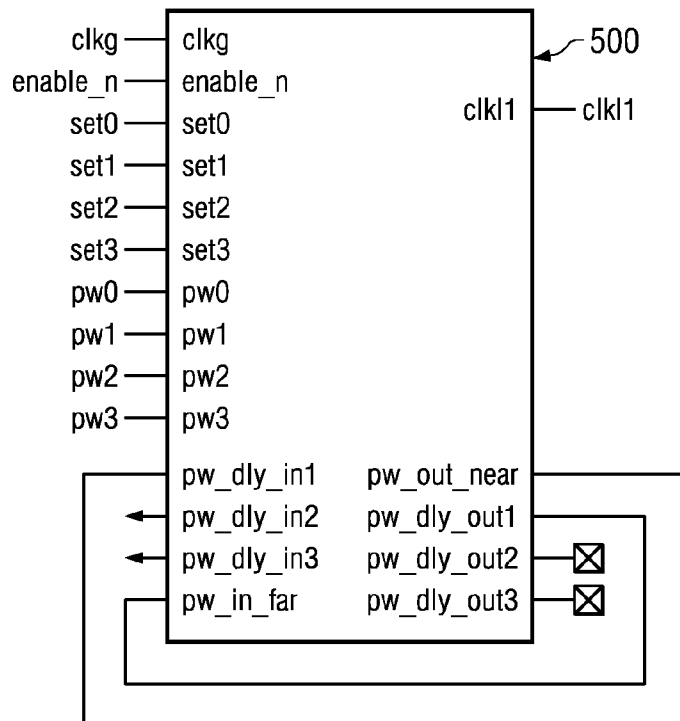 clkg clkg 500
enable_n enable_n
clkl1 clkl1
set0 set0
set1 set1
set2 set2
set3 set3
pw0 pw0
pw1 pw1
pw2 pw2
pw3 pw3
pw_dly_in1 pw_out_near
pw_dly_in2 pw_dly_out1
pw_dly_in3 pw_dly_out2
pw_in_far pw_dly_out3